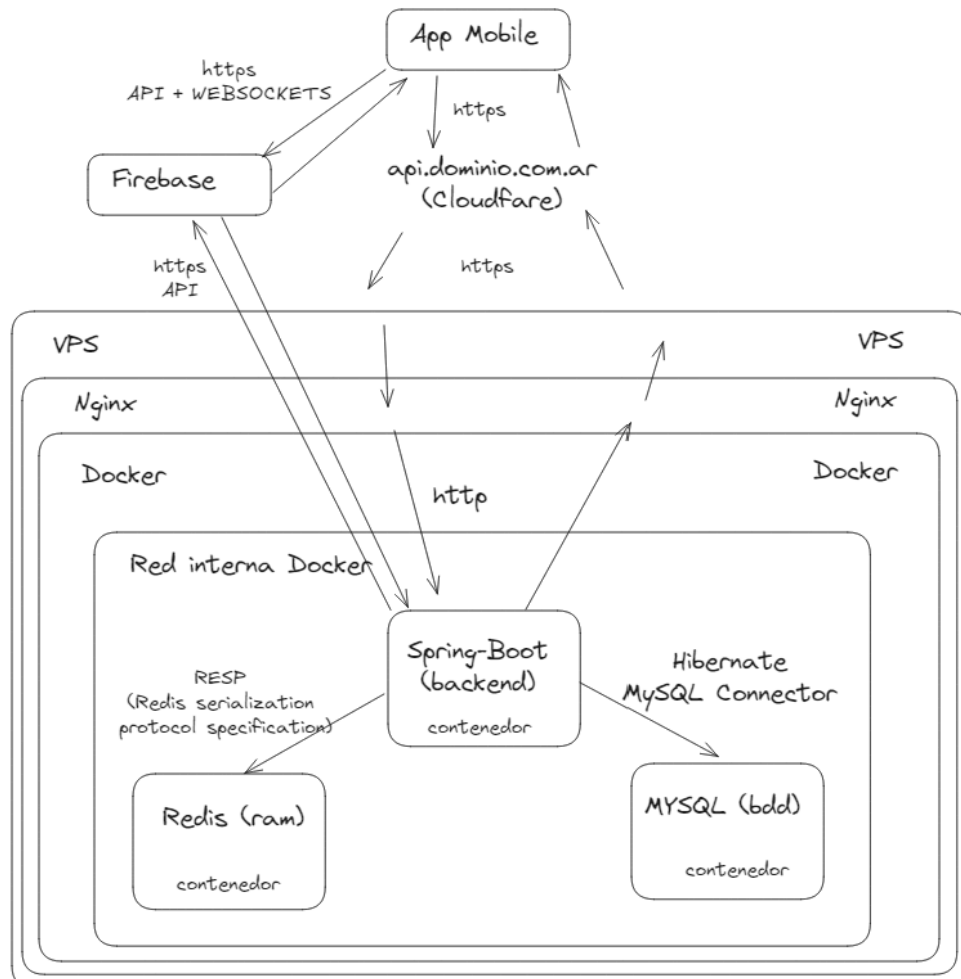 App Mobile
https
API + WEBSOCKETS
https
Firebase
api.dominio.com.ar
(Cloudfare)
https
API
https
VPS
VPS
Nginx
Nginx
Docker
Docker
http
Red interna Docker
Spring-Boot
(backend)
contenedor
RESP
(Redis serialization
protocol specification)
Hibernate
MySQL Connector
Redis (ram)
contenedor
MYSQL (bdd)
contenedor